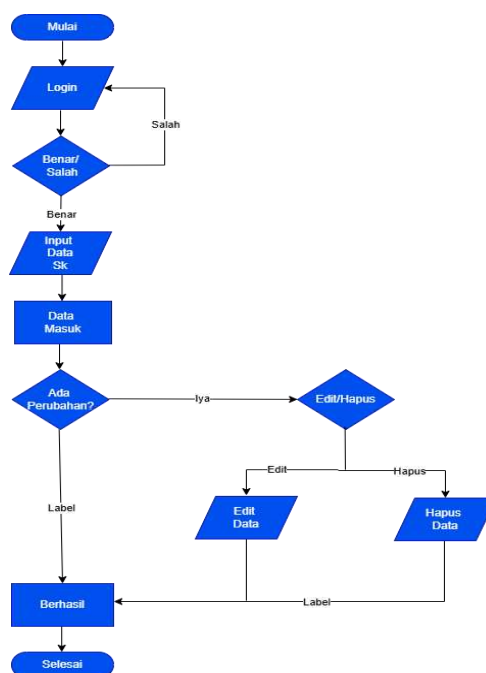 Mulai
Login
Salah
Benar/
Salah
Benar
Input
Data
Sk
Data
Masuk
Ada
Perubahan?
Iya
Edit/Hapus
Edit
Hapus
Edit
Data
Hapus
Data
Label
Berhasil
Label
Selesai